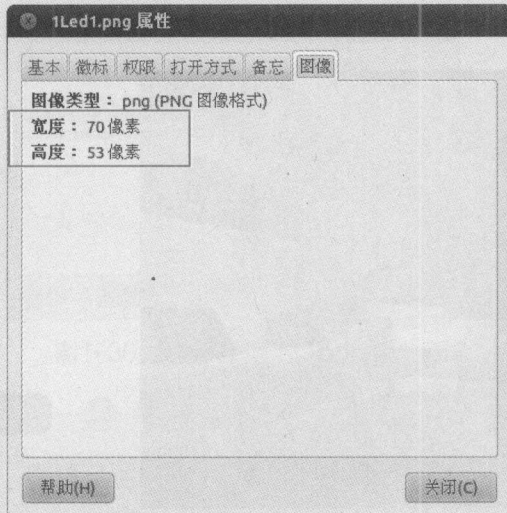 1Led1.png 属性
基本 徽标 权限 打开方式 备忘 图像
图像类型：png (PNG 图像格式)
宽度：70 像素
高度：53 像素
帮助(H) 关闭(C)